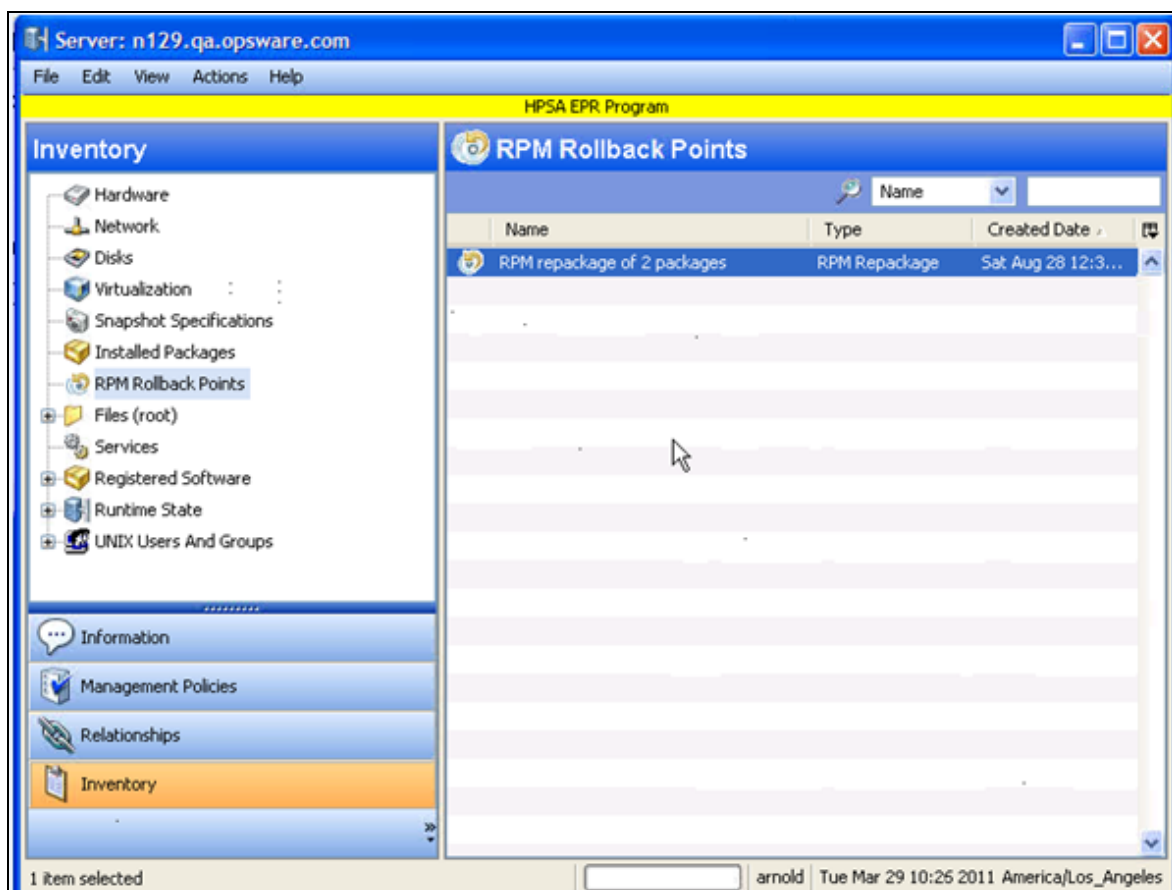 Server: n129.qa.opsware.com
File Edit View Actions Help
HPSA EPR Program
Inventory
Hardware
Network
Disks
Virtualization
Snapshot Specifications
Installed Packages
RPM Rollback Points
Files (root)
Services
Registered Software
Runtime State
UNIX Users And Groups
Information
Management Policies
Relationships
Inventory
RPM Rollback Points
Name
Name Type Created Date
RPM repackage of 2 packages RPM Repackage Sat Aug 28 12:3...
1 item selected arnold Tue Mar 29 10:26 2011 America/Los_Angeles